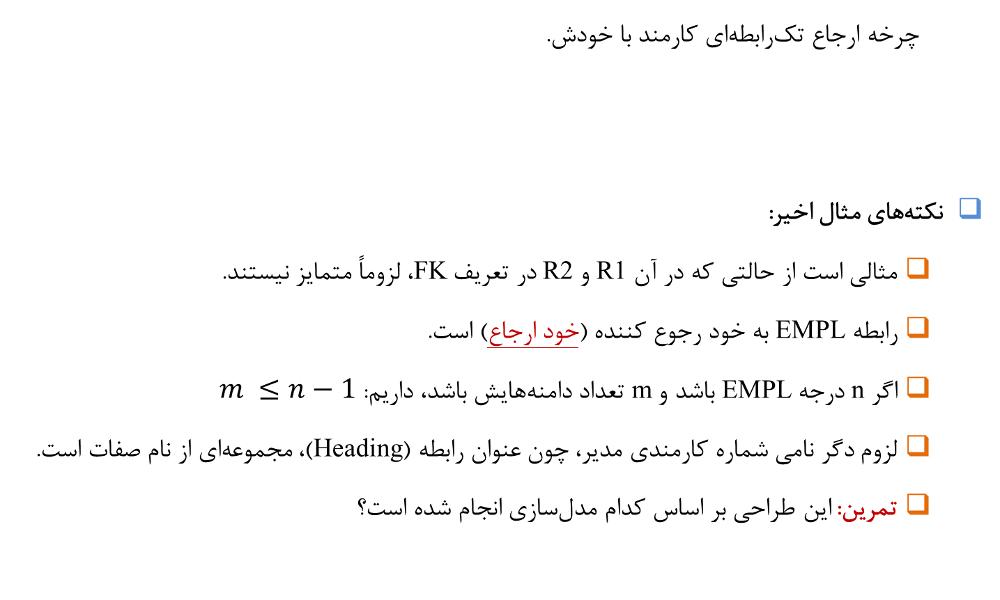 چرخه ارجاع تک‌رابطه‌ای کارمند با خودش.
نکته‌های مثال اخیر:
مثالی است از حالتی که در آن R1 و R2 در تعریف FK، لزوماً متمایز نیستند.
رابطه EMPL به خود رجوع کننده (خود ارجاع) است.
اگر n درجه EMPL باشد و m تعداد دامنه‌هایش باشد، داریم: m ≤ n − 1
لزوم دگر نامی شماره کارمندی مدیر، چون عنوان رابطه (Heading)، مجموعه‌ای از نام صفات است.
تمرین: این طراحی بر اساس کدام مدل‌سازی انجام شده است؟